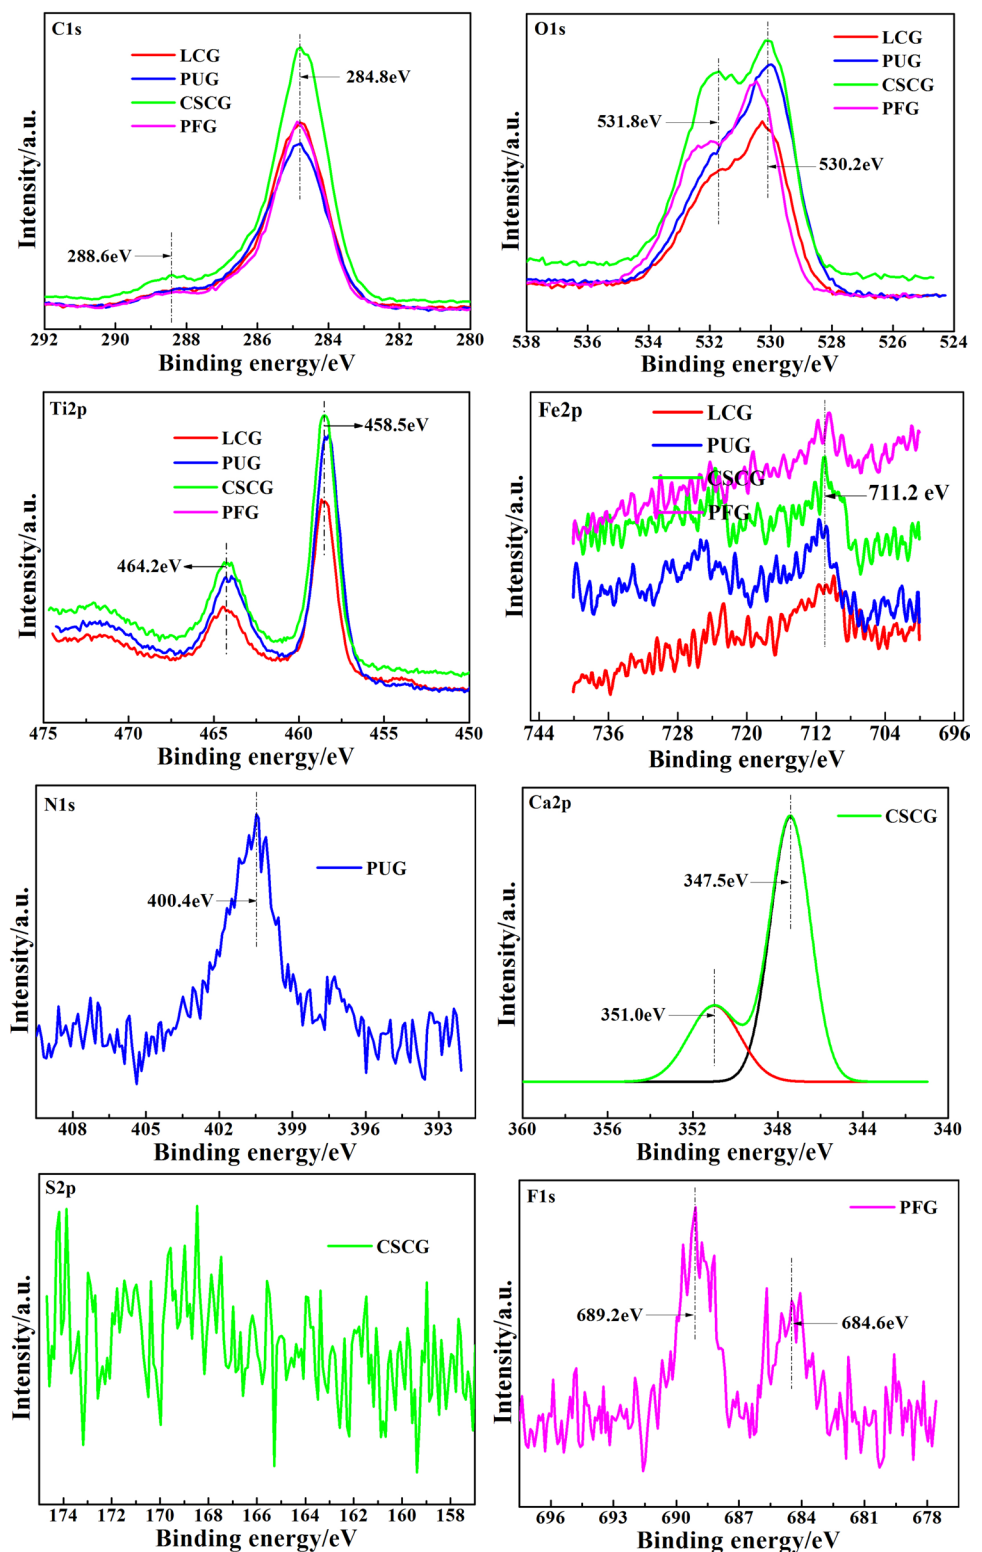 C1s
LCG
PUG
CSCG
PFG
284.8eV
288.6eV
Intensity/a.u.
292 290 288 286 284 282 280
Binding energy/eV
O1s
LCG
PUG
CSCG
PFG
531.8eV
530.2eV
Intensity/a.u.
538 536 534 532 530 528 526 524
Binding energy/eV
Ti2p
LCG
PUG
CSCG
PFG
458.5eV
464.2eV
Intensity/a.u.
475 470 465 460 455 450
Binding energy/eV
Fe2p
LCG
PUG
CSCG
PFG
711.2 eV
Intensity/a.u.
744 736 728 720 712 704 696
Binding energy/eV
N1s
PUG
400.4eV
Intensity/a.u.
408 405 402 399 396 393
Binding energy/eV
Ca2p
CSCG
347.5eV
351.0eV
Intensity/a.u.
360 356 352 348 344 340
Binding energy/eV
S2p
CSCG
Intensity/a.u.
174 172 170 168 166 164 162 160 158
Binding energy/eV
F1s
PFG
689.2eV
684.6eV
Intensity/a.u.
696 693 690 687 684 681 678
Binding energy/eV